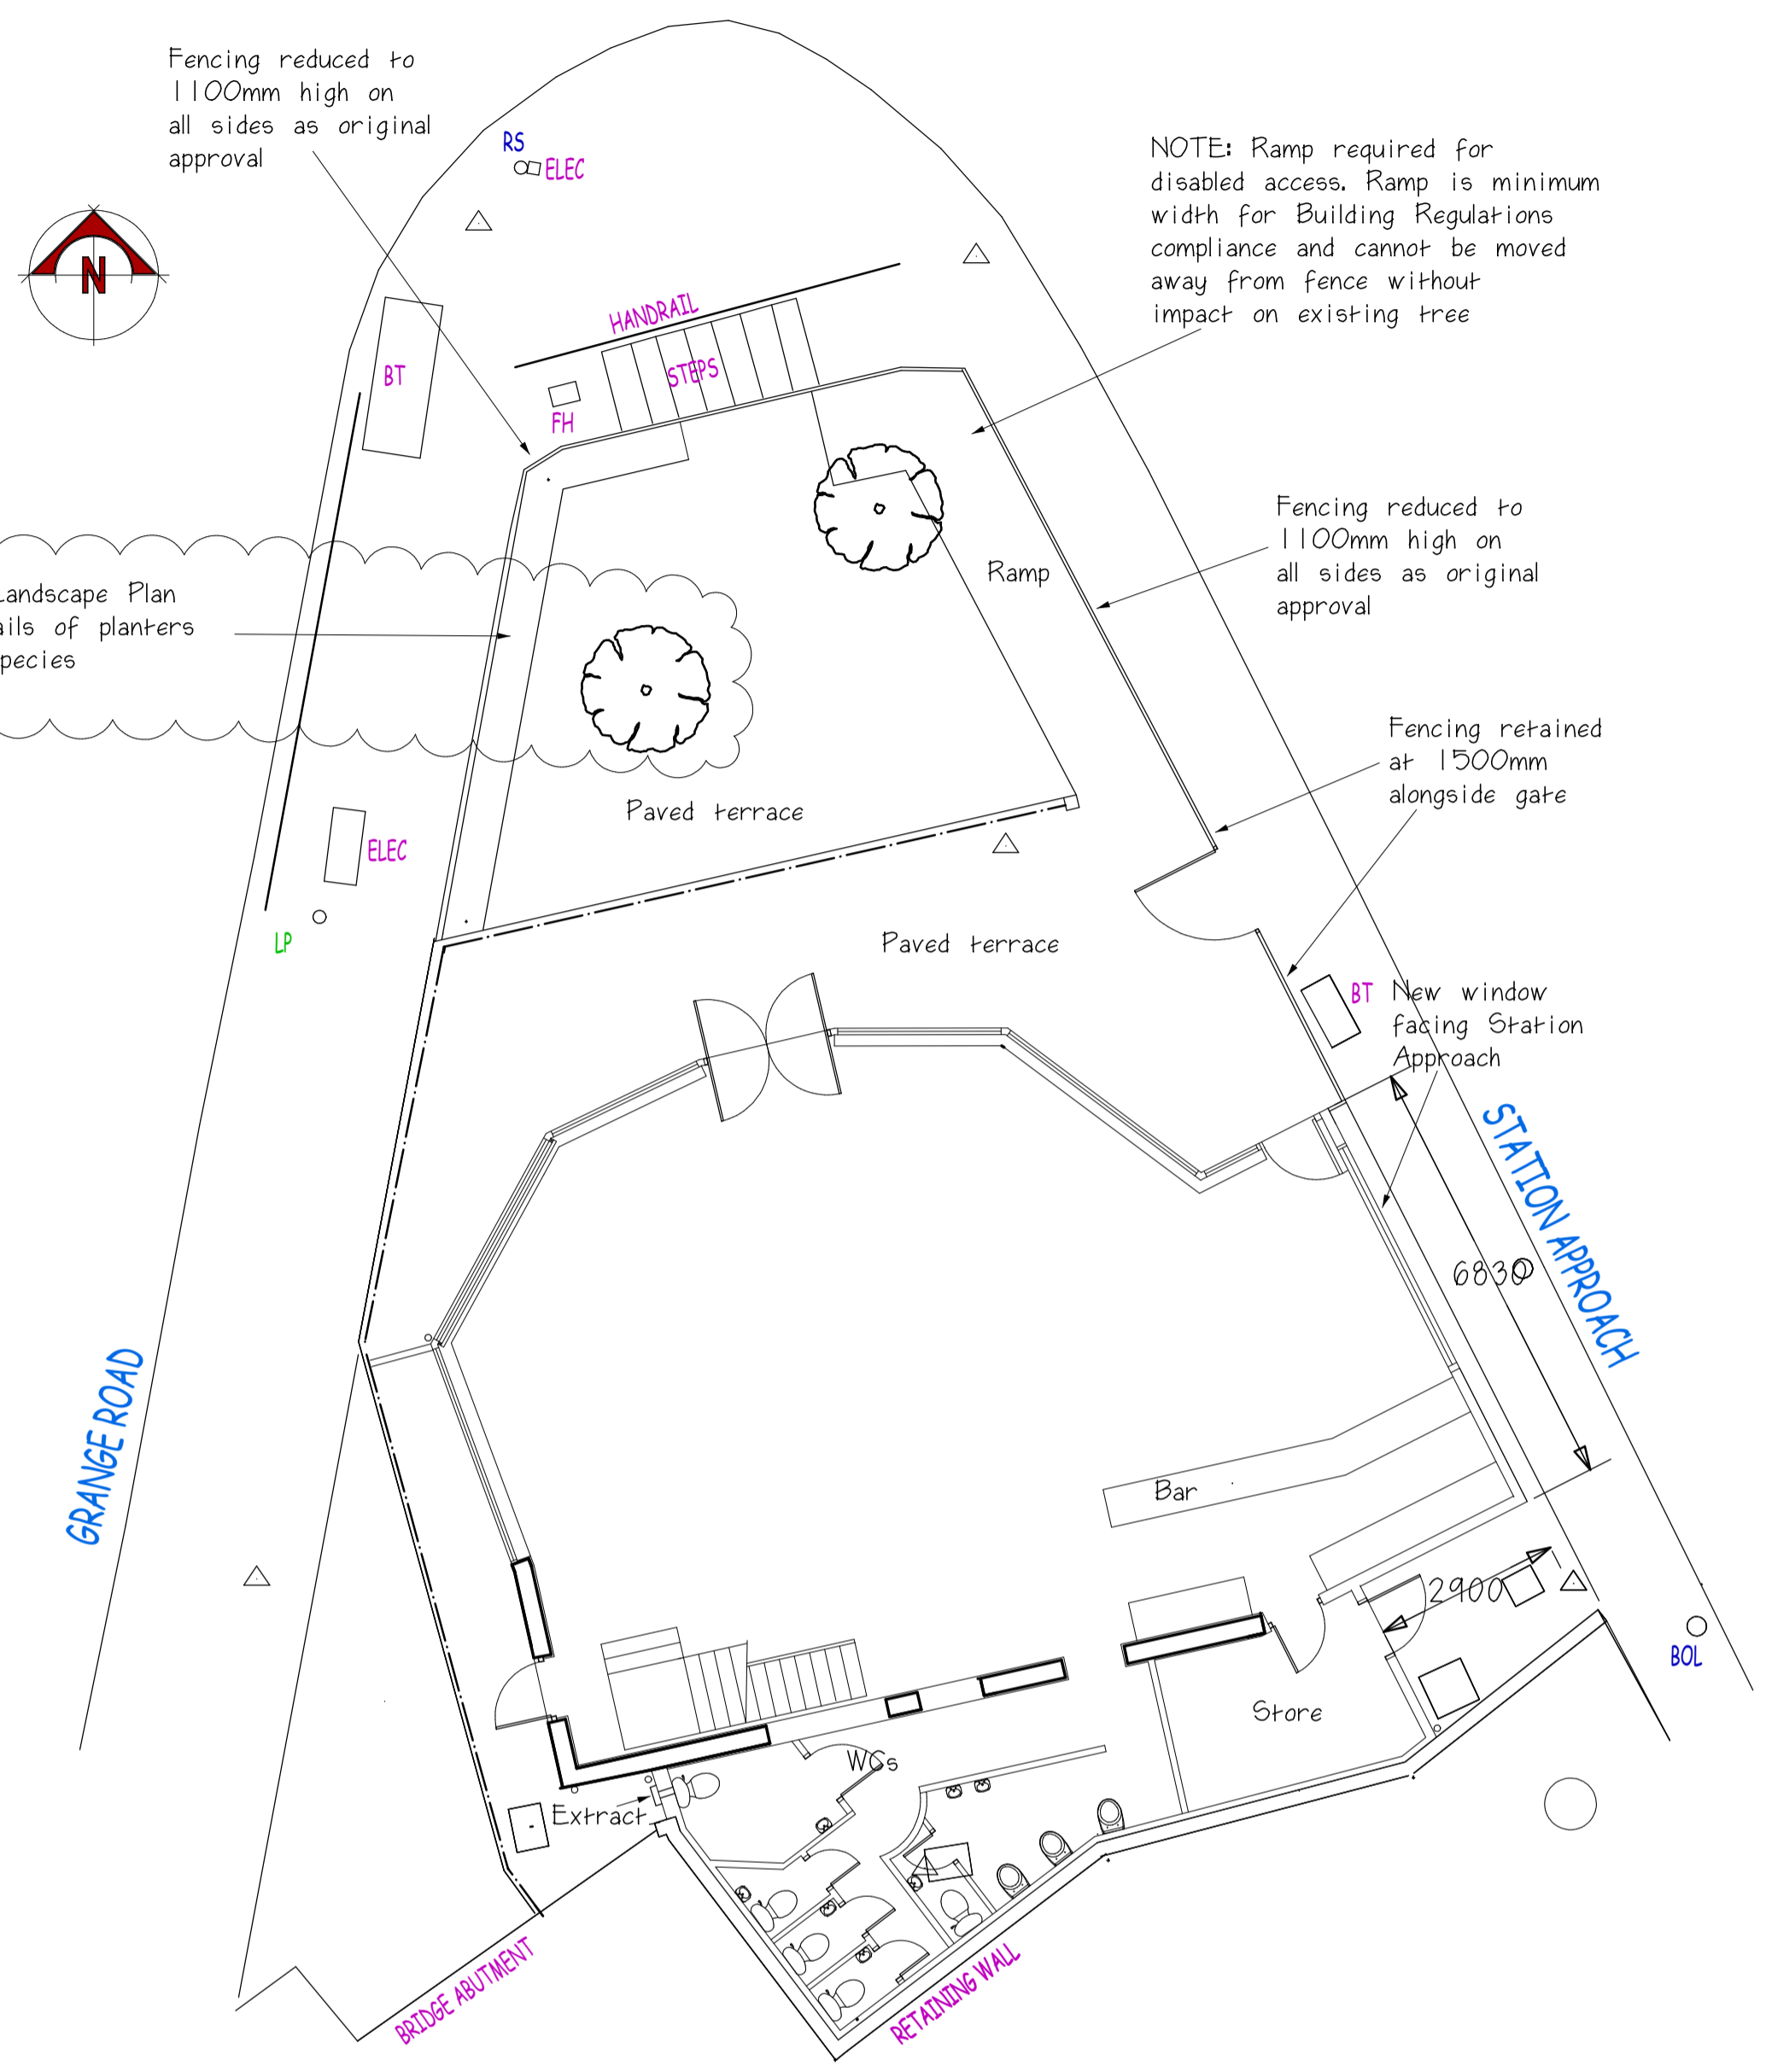 Fencing reduced to
1100mm high on
all sides as original
approval
RS
ELEC
NOTE: Ramp required for
disabled access. Ramp is minimum
width for Building Regulations
compliance and cannot be moved
away from fence without
impact on existing tree
N
HANDRAIL
STEPS
BT
FH
Fencing reduced to
1100mm high on
all sides as original
approval
Ramp
Landscape Plan
ails of planters
pecies
Fencing retained
at 1500mm
alongside gate
Paved terrace
ELEC
LP
Paved terrace
BT
New window
facing Station
Approach
STATION APPROACH
6830
GRANGE ROAD
Bar
2900
BOL
Store
WCs
Extract
BRIDGE ABUTMENT
RETAINING WALL